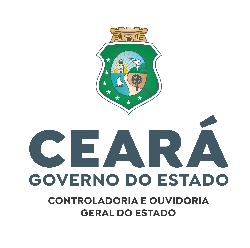 CEARÁ
GOVERNO DO ESTADO
CONTROLADORIA E OUVIDORIA
GERAL DO ESTADO